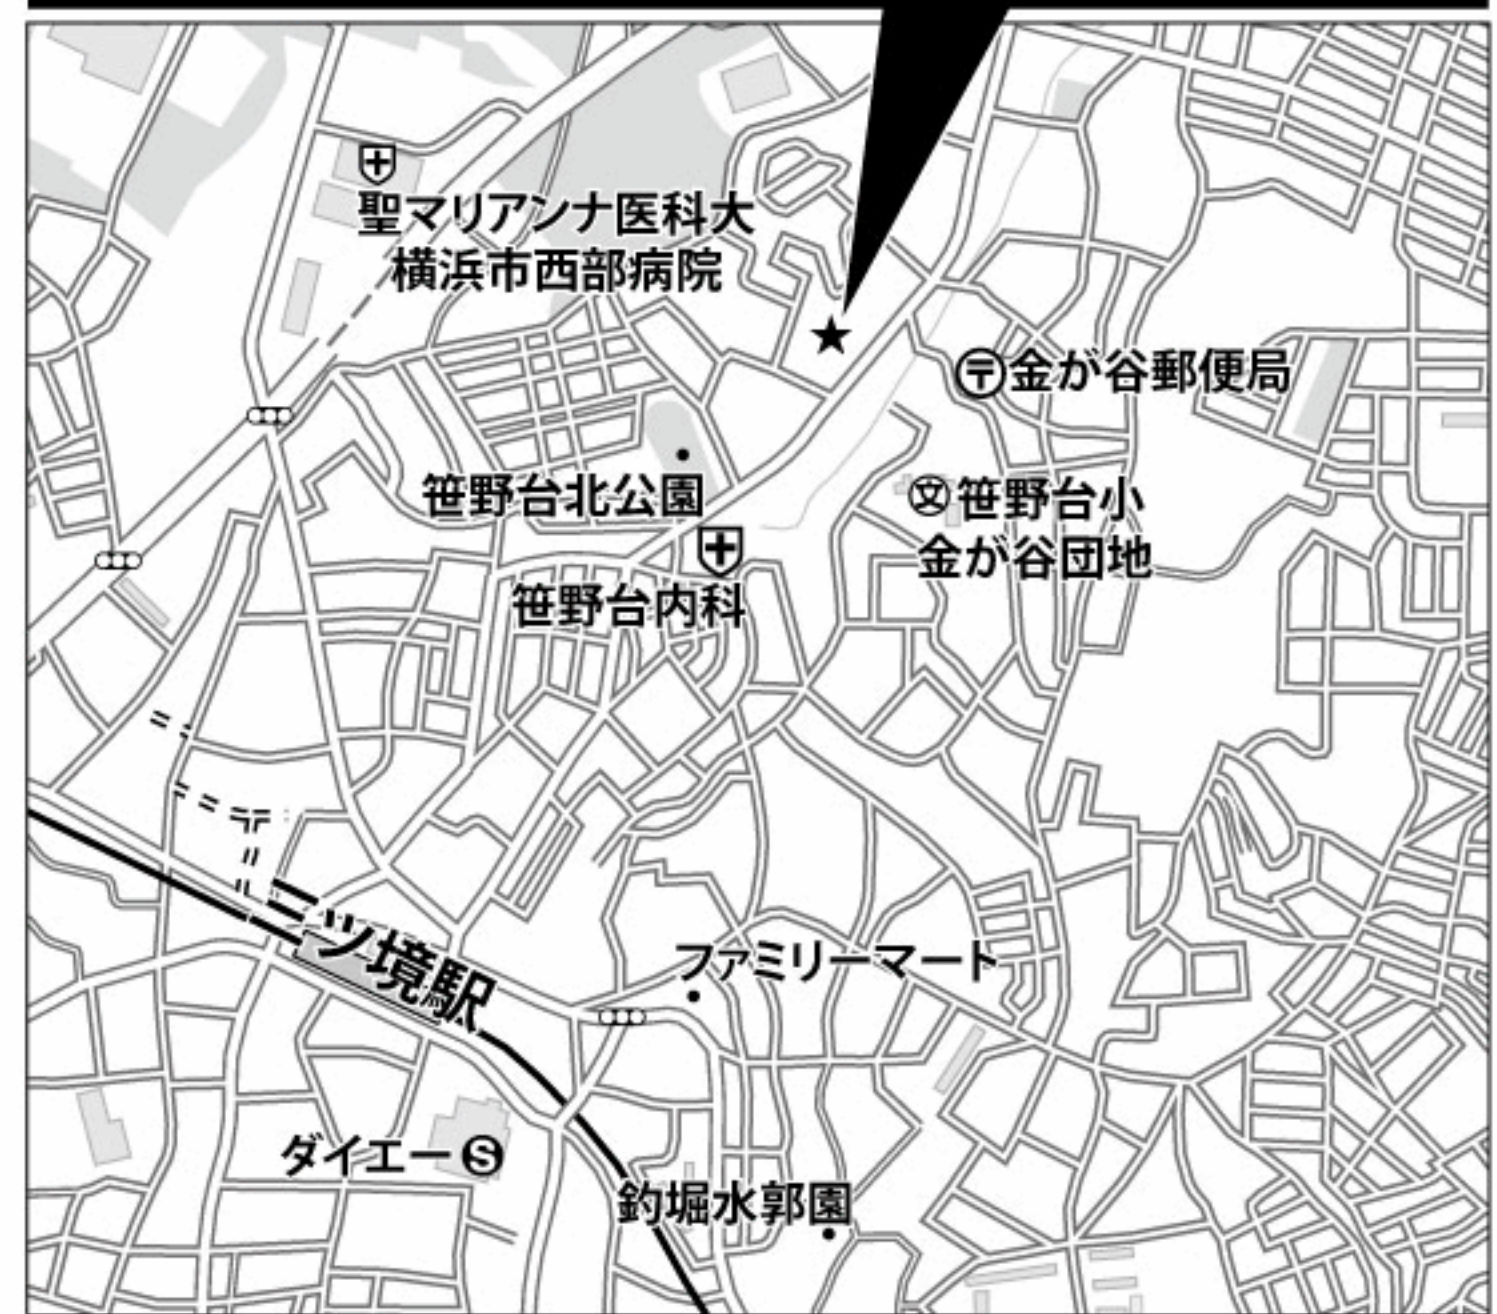 聖マリアンナ医科大
横浜市西部病院
〒金が谷郵便局
笹野台北公園
文 笹野台小
金が谷団地
笹野台内科
二ツ境駅
ファミリーマート
ダイエー S
釣堀水郭園